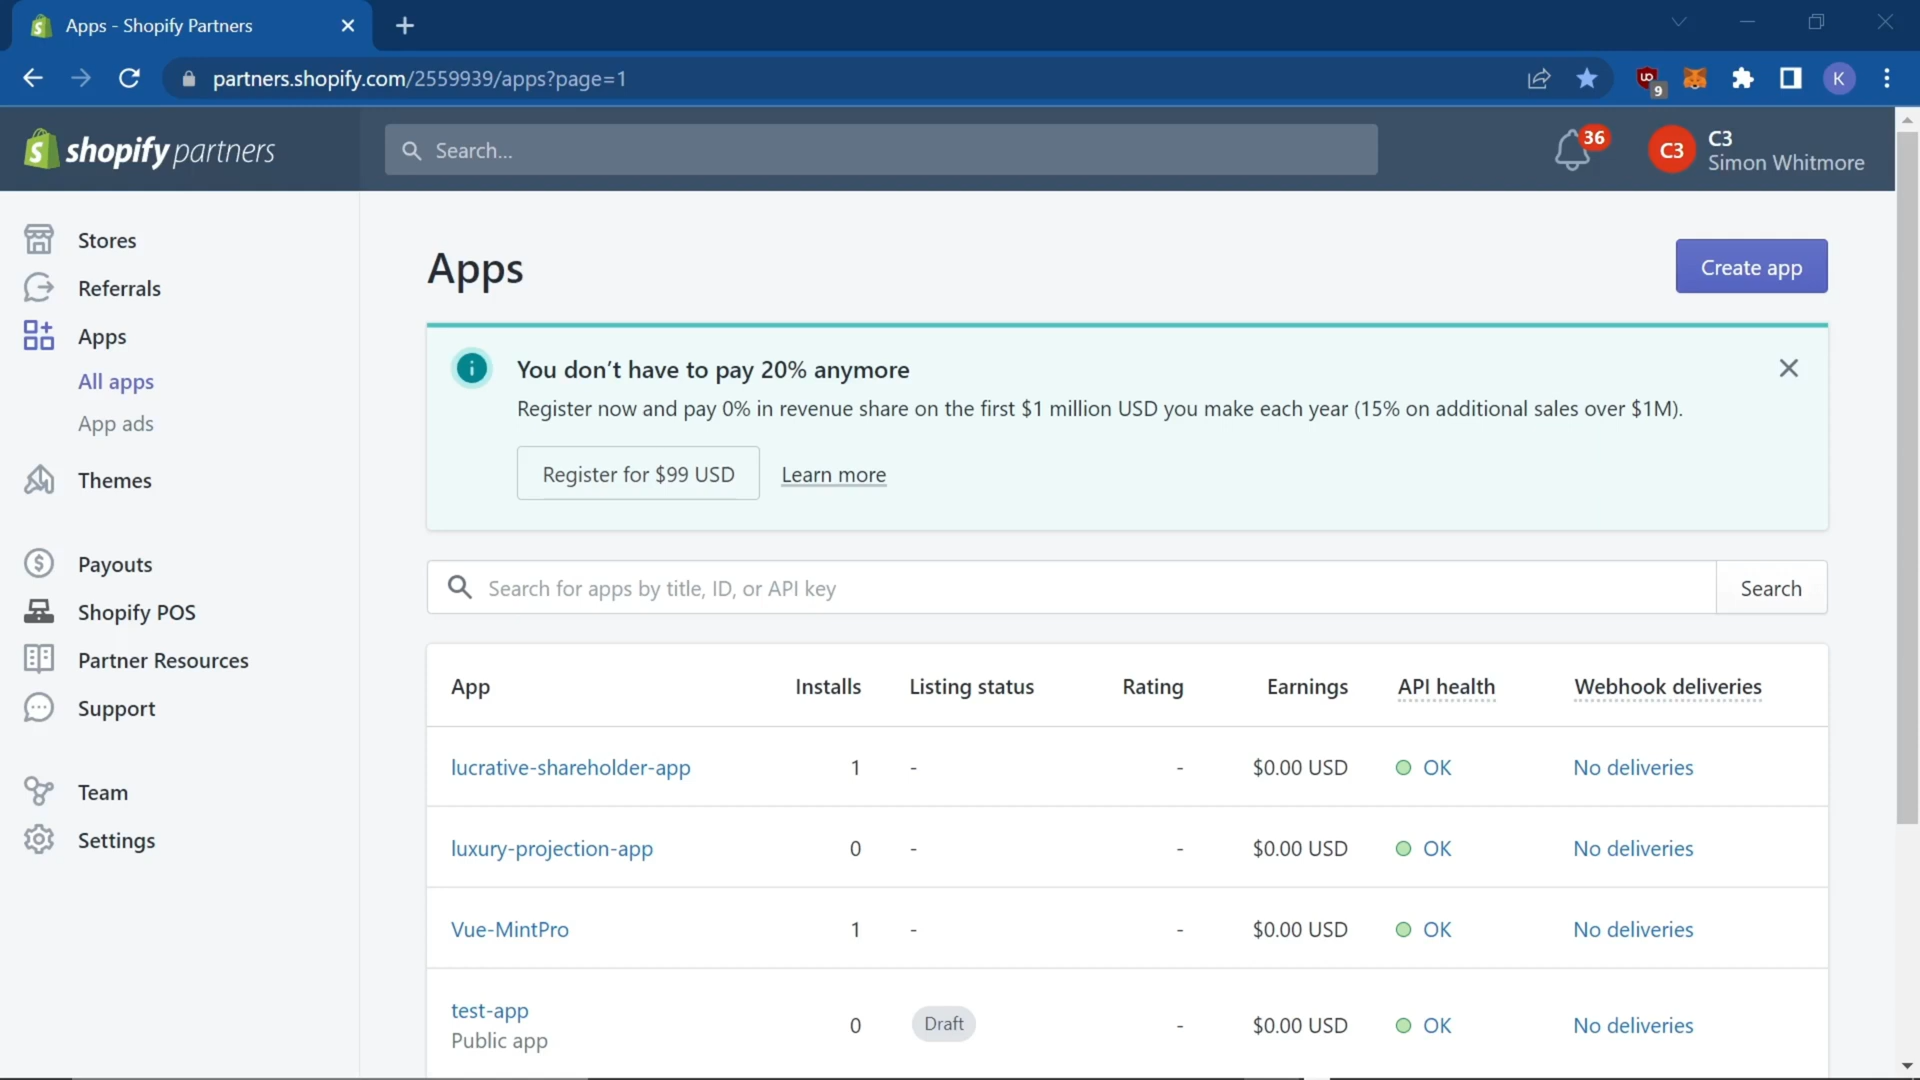 Apps - Shopify Partners
partners.shopify.com/2559939/apps?page=1
9
K
shopify partners
Search...
36
C3
C3
Simon Whitmore
Stores
Referrals
Apps
All apps
App ads
Themes
Payouts
Shopify POS
Partner Resources
Support
Team
Settings
Apps
Create app
You don’t have to pay 20% anymore
Register now and pay 0% in revenue share on the first $1 million USD you make each year (15% on additional sales over $1M).
Register for $99 USD Learn more
Search for apps by title, ID, or API key Search
App Installs Listing status Rating Earnings API health Webhook deliveries
lucrative-shareholder-app 1 - - $0.00 USD OK No deliveries
luxury-projection-app 0 - - $0.00 USD OK No deliveries
Vue-MintPro 1 - - $0.00 USD OK No deliveries
test-app 0 Draft - $0.00 USD OK No deliveries
Public app